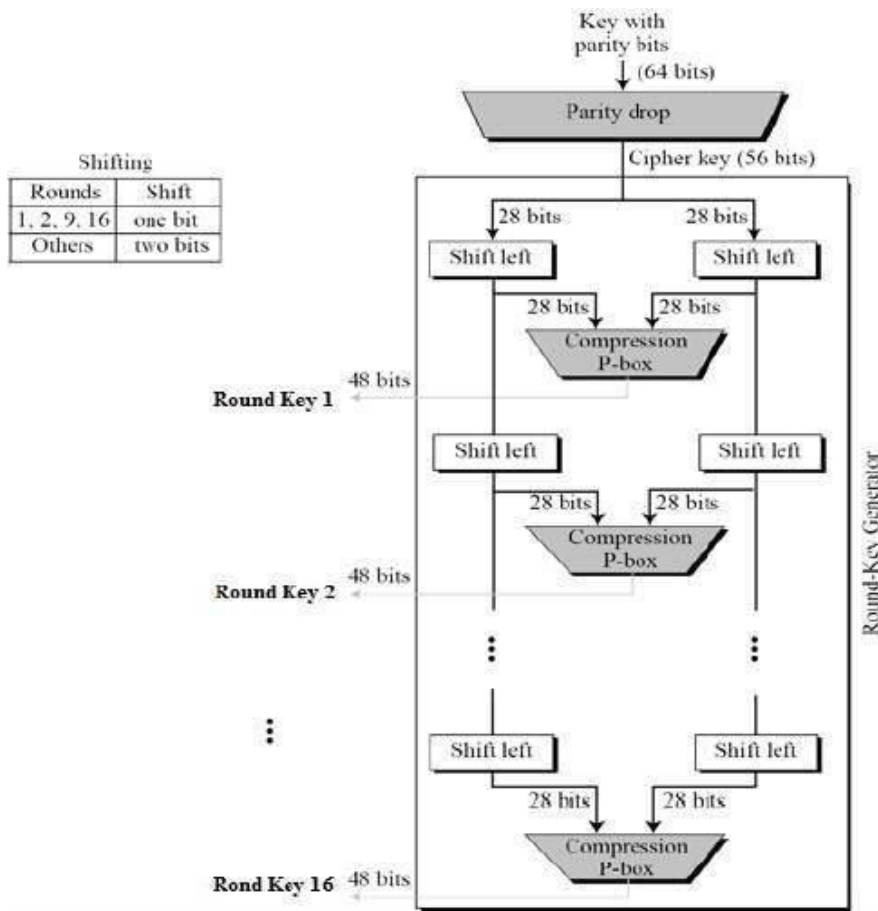 Key with
parity bits
(64 bits)
Parity drop
Cipher key (56 bits)
Shifting
Rounds Shift
1, 2, 9, 16 one bit
Others two bits
28 bits 28 bits
Shift left Shift left
28 bits 28 bits
Compression
P-box
48 bits
Round Key 1
Shift left Shift left
28 bits 28 bits
Compression
P-box
48 bits
Round Key 2
Round-Key Generator
Shift left Shift left
28 bits 28 bits
Compression
P-box
48 bits
Rond Key 16